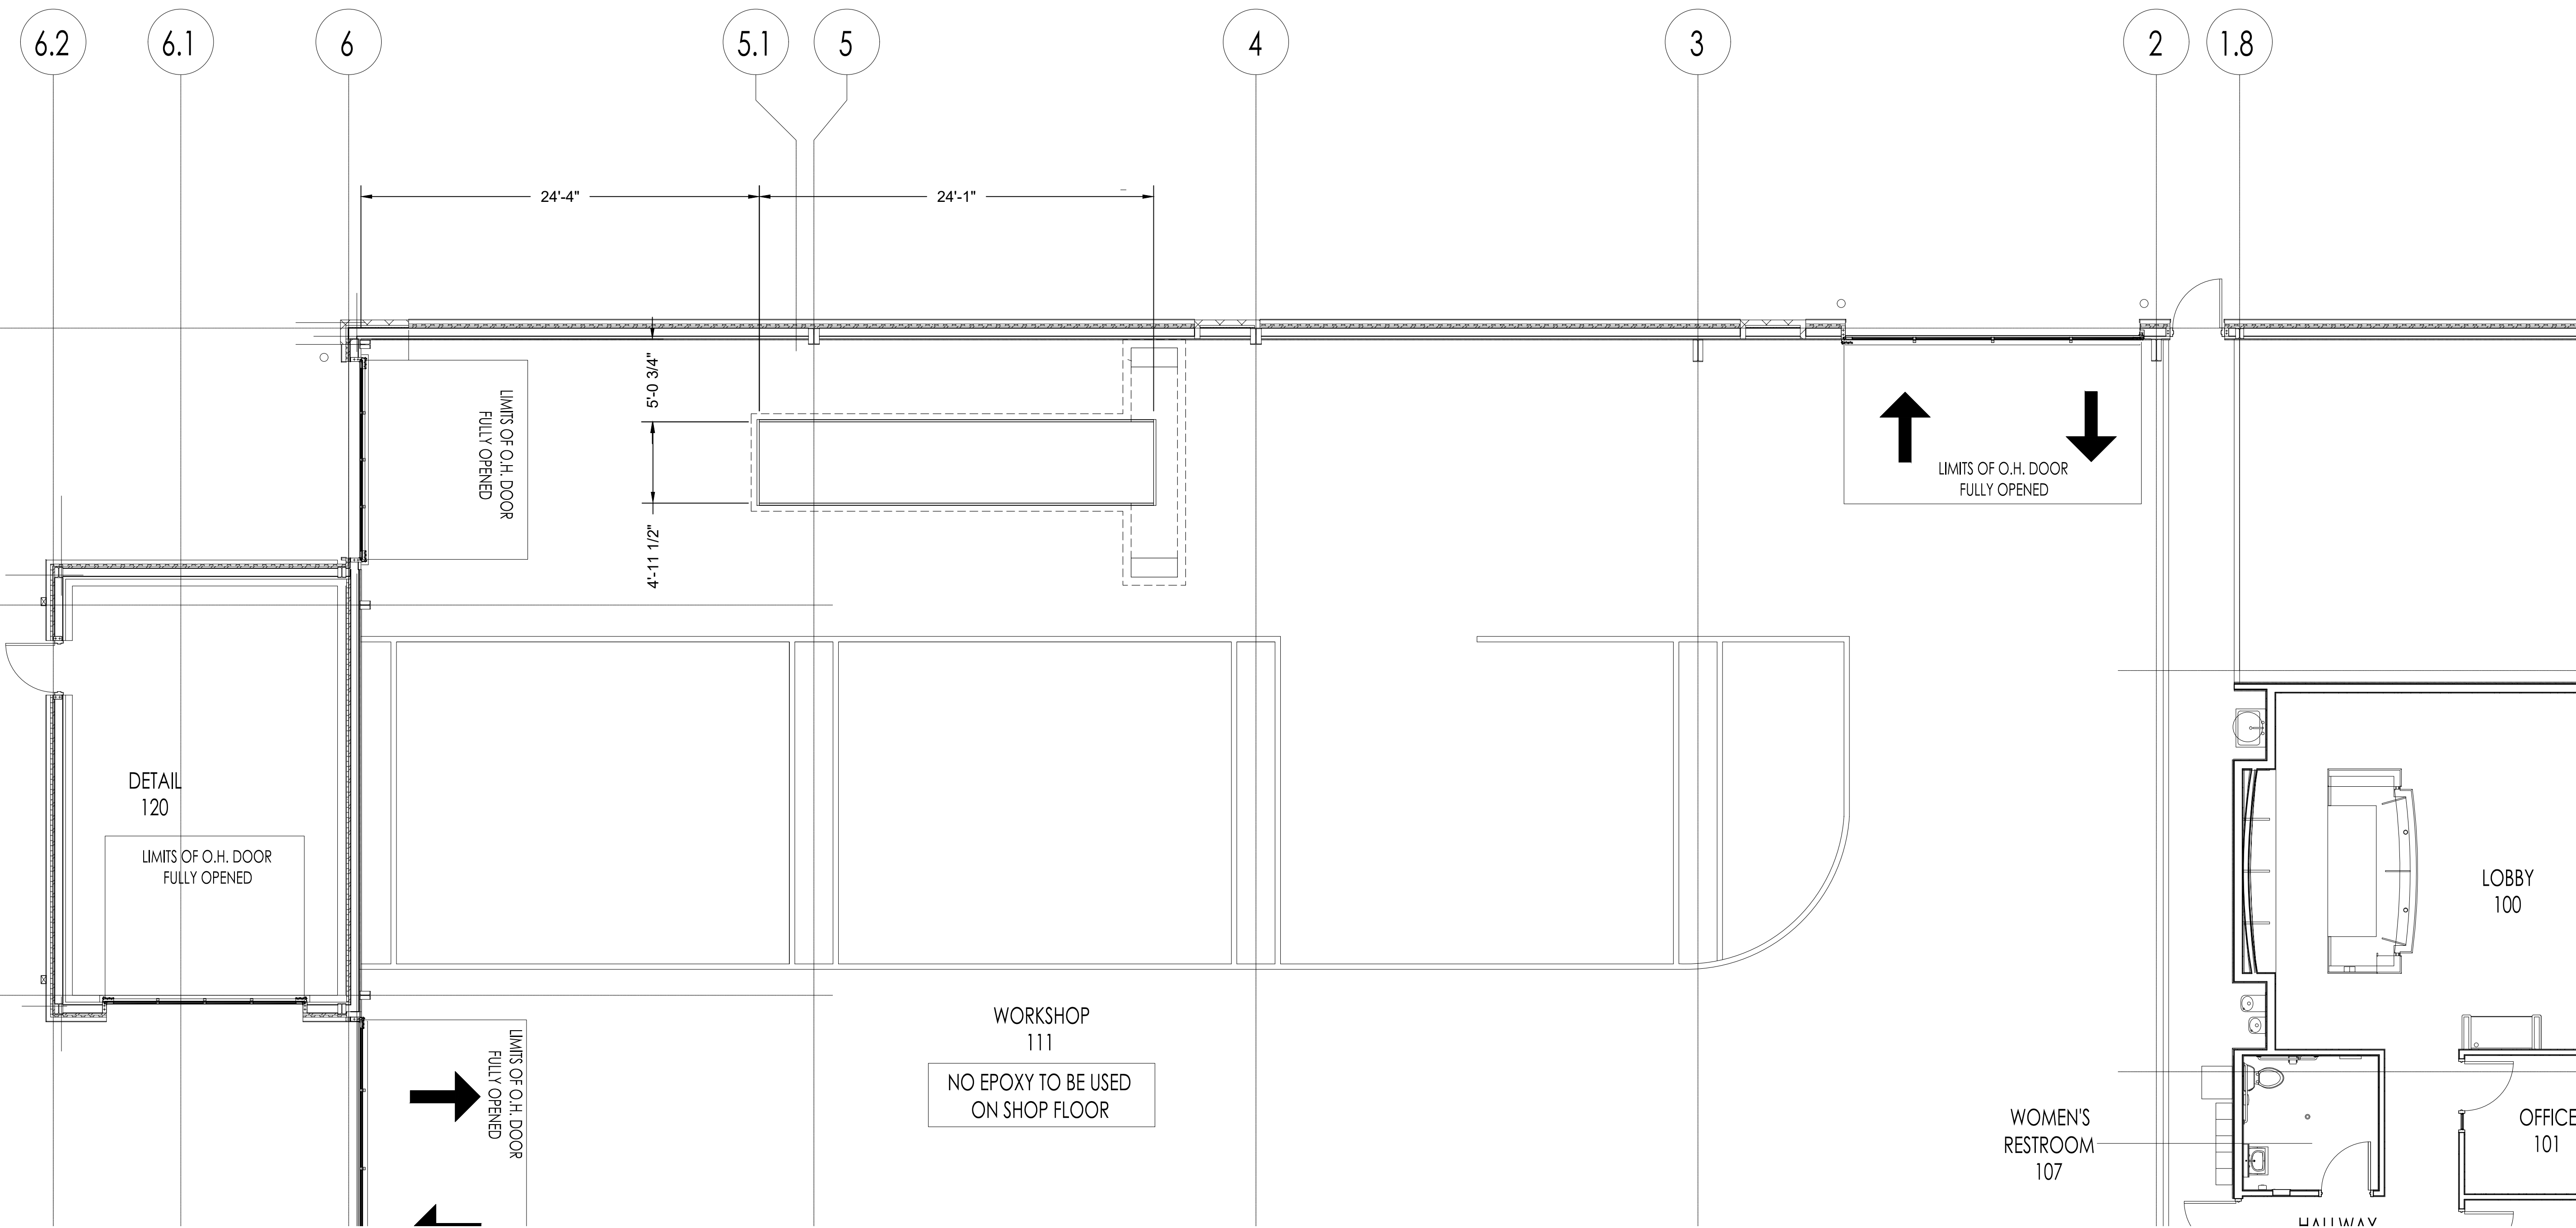 6.2
6.1
6
5.1
5
4
3
2
1.8
24'-4"
24'-1"
5'-0 3/4"
4'-11 1/2"
LIMITS OF O.H. DOOR
FULLY OPENED
LIMITS OF O.H. DOOR
FULLY OPENED
DETAIL
120
LIMITS OF O.H. DOOR
FULLY OPENED
LOBBY
100
WORKSHOP
111
NO EPOXY TO BE USED
ON SHOP FLOOR
LIMITS OF O.H. DOOR
FULLY OPENED
WOMEN'S
RESTROOM
107
OFFICE
101
HALLWAY